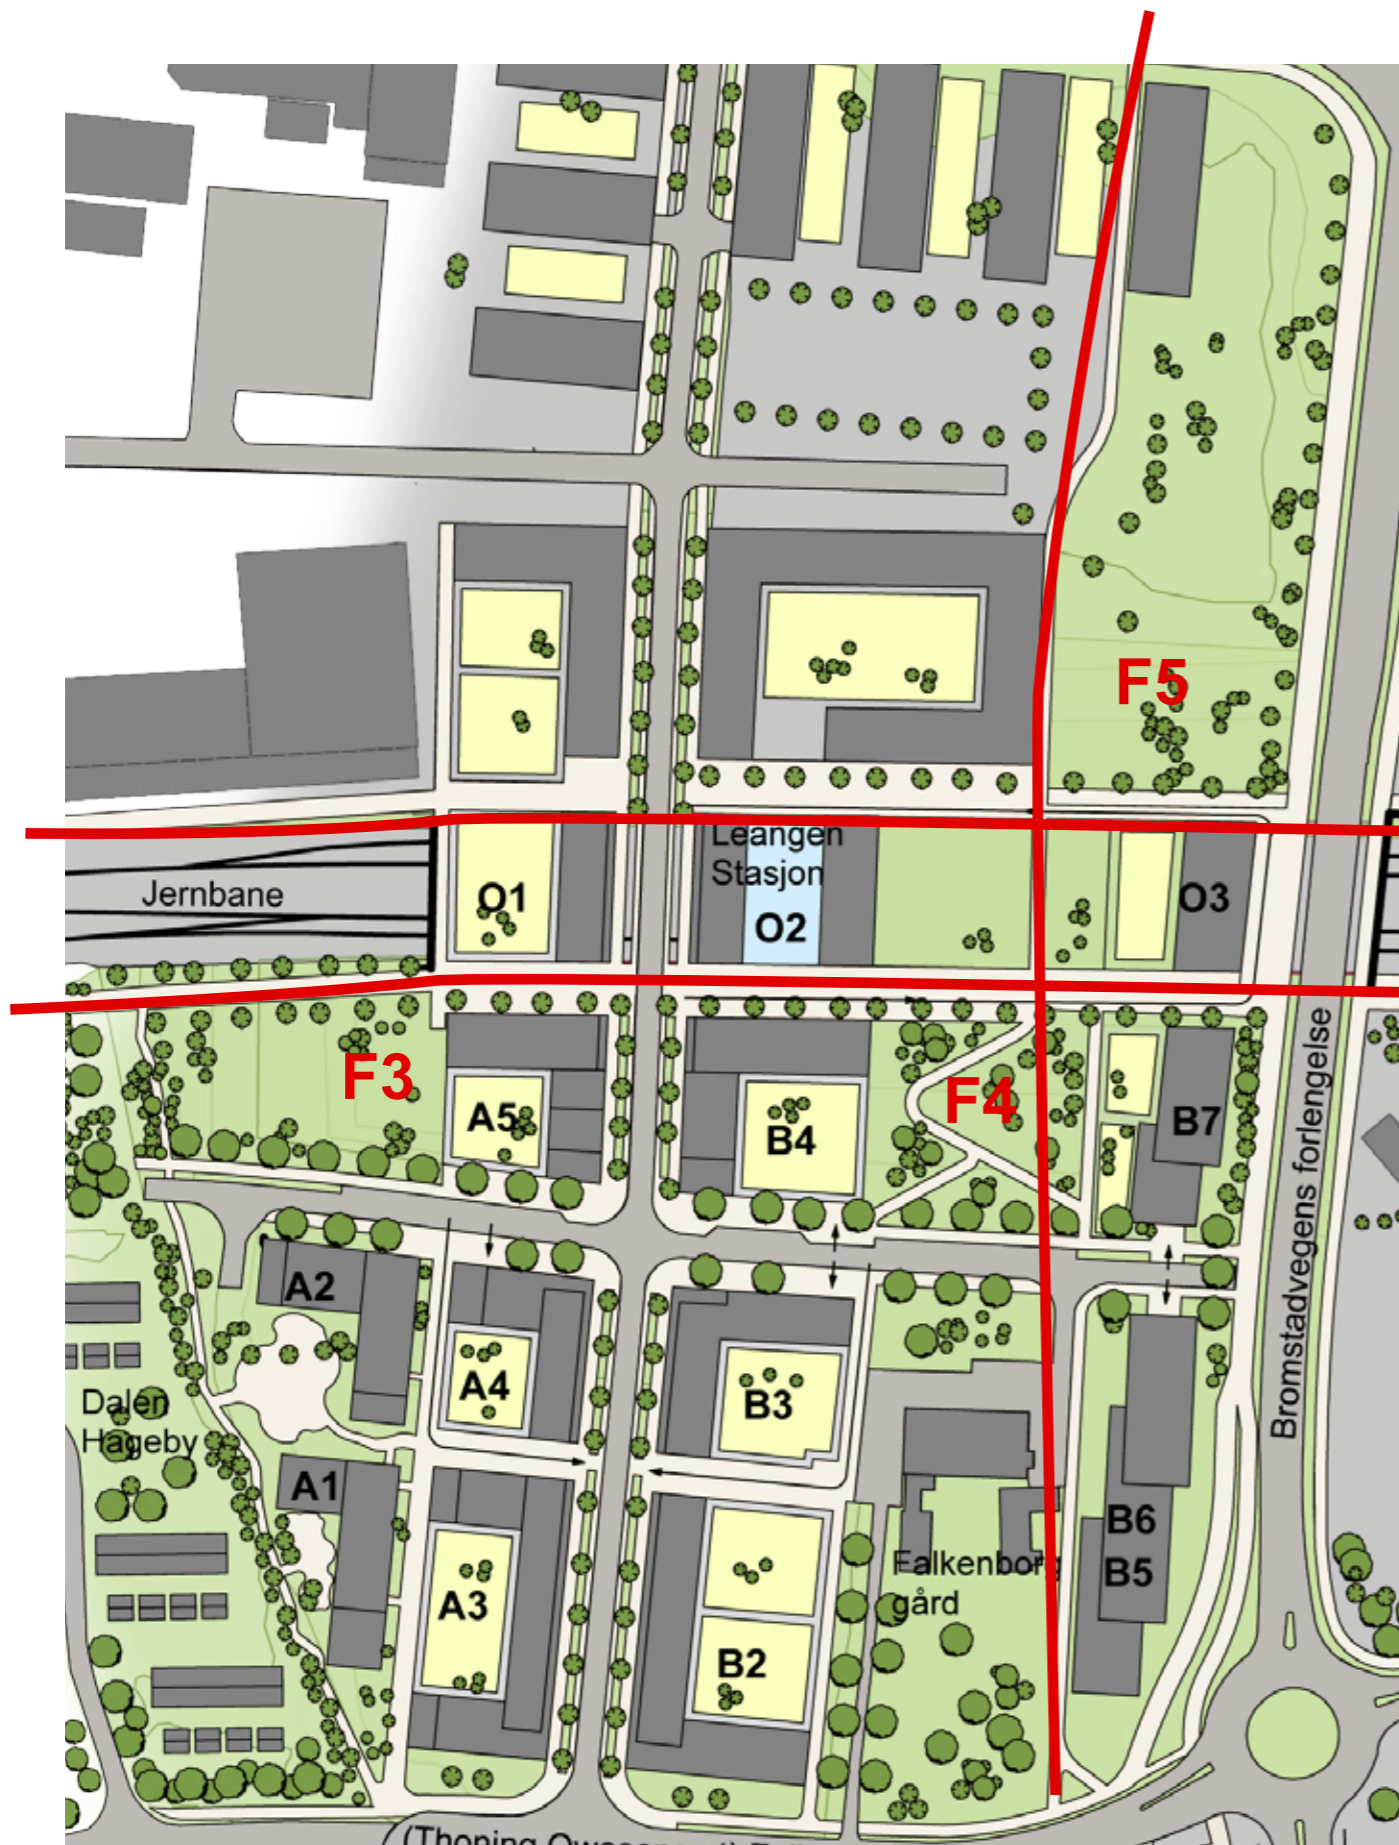 F5
Leangen
Stasjon
Jernbane
O1
O2
O3
F3
A5
B4
F4
B7
Bromstadvegens forlengelse
A2
A4
B3
Dalen
Hageby
A1
B6
B5
Falkenborg
gård
A3
B2
(Thoning